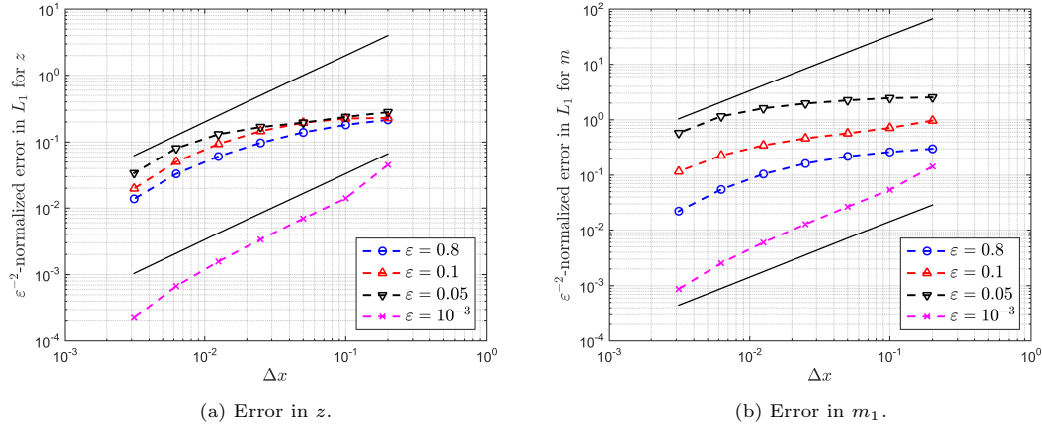 10^1
10^0
10^-1
10^-2
10^-3
10^-4
ε^−2-normalized error in L_1 for z
10^-3
10^-2
10^-1
10^0
Δx
ε = 0.8
ε = 0.1
ε = 0.05
ε = 10^-3
(a) Error in z.
10^2
10^1
10^0
10^-1
10^-2
10^-3
10^-4
ε^−2-normalized error in L_1 for m
10^-3
10^-2
10^-1
10^0
Δx
ε = 0.8
ε = 0.1
ε = 0.05
ε = 10^-3
(b) Error in m_1.